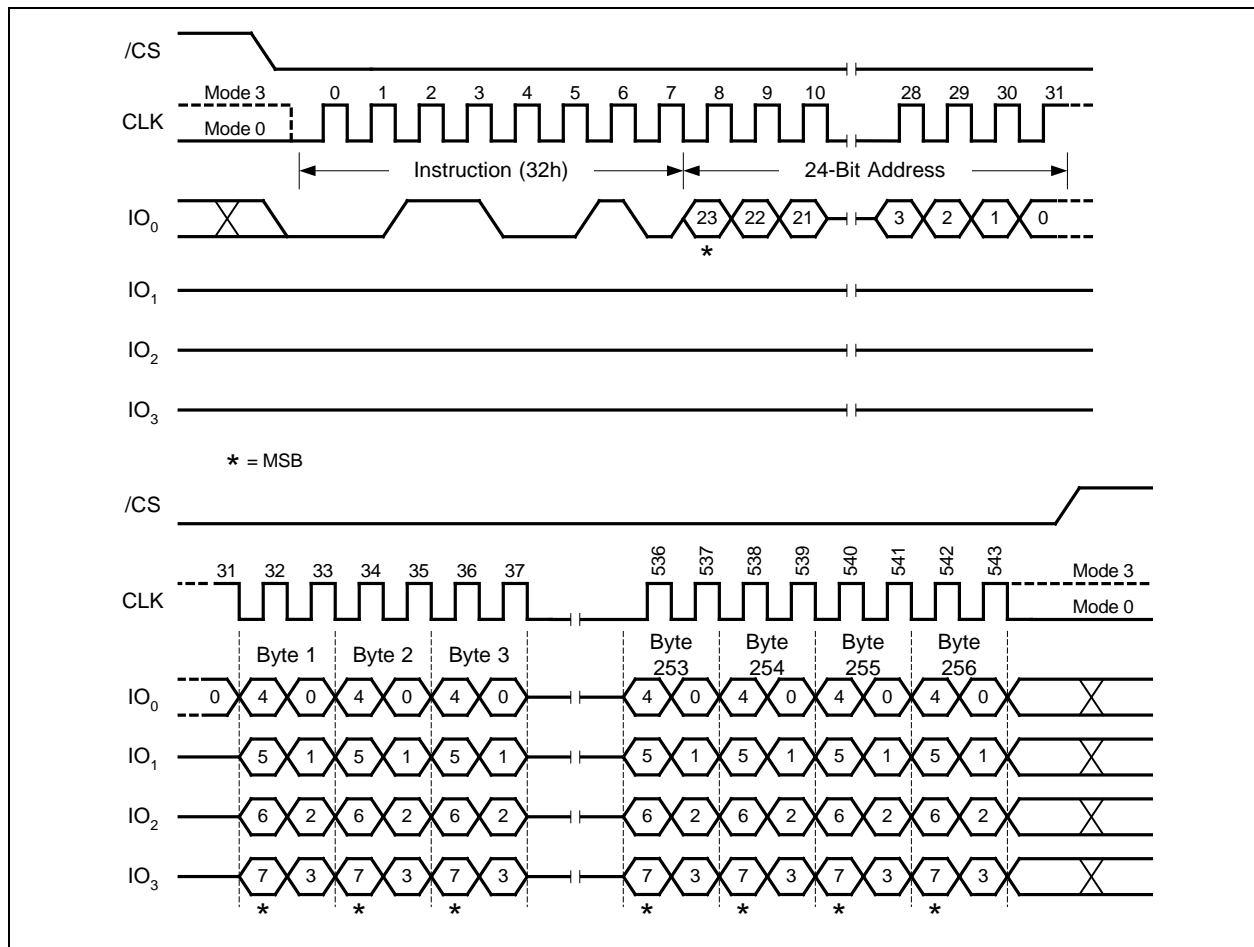 /CS
Mode 3 0 1 2 3 4 5 6 7 8 9 10 28 29 30 31
CLK
Mode 0
Instruction (32h) 24-Bit Address
IO0 23 22 21 3 2 1 0
*
IO1
IO2
IO3
* = MSB
/CS
31 32 33 34 35 36 37 536 537 538 539 540 541 542 543 Mode 3
CLK
Mode 0
Byte 1 Byte 2 Byte 3 Byte 253 Byte 254 Byte 255 Byte 256
IO0 0 4 0 4 0 4 0 4 0 4 0 4 0 4 0
IO1 5 1 5 1 5 1 5 1 5 1 5 1 5 1
IO2 6 2 6 2 6 2 6 2 6 2 6 2 6 2
IO3 7 3 7 3 7 3 7 3 7 3 7 3 7 3
* * * * * * *